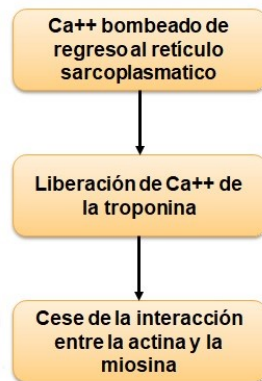 Ca++ bombeado de
regreso al retículo
sarcoplasmatico
Liberación de Ca++ de
la troponina
Cese de la interacción
entre la actina y la
miosina